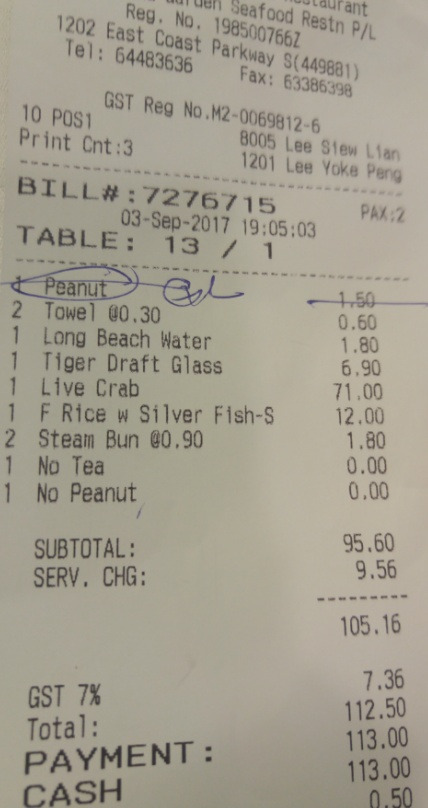 Seafood Restn P/L
Reg. No. 198500766Z
1202 East Coast Parkway S(449881)
Tel: 64483636 Fax: 63386398
GST Reg No.M2-0069812-6
10 POS1 8005 Lee Siew Lian
Print Cnt:3 1201 Lee Yoke Peng
BILL#:7276715 PAX:2
03-Sep-2017 19:05:03
TABLE: 13 / 1
1 Peanut 1.50
2 Towel @0.30 0.60
1 Long Beach Water 1.80
1 Tiger Draft Glass 6.90
1 Live Crab 71.00
1 F Rice w Silver Fish-S 12.00
2 Steam Bun @0.90 1.80
1 No Tea 0.00
1 No Peanut 0.00
SUBTOTAL: 95.60
SERV. CHG: 9.56
105.16
GST 7% 7.36
Total: 112.50
PAYMENT: 113.00
CASH 113.00
0.50